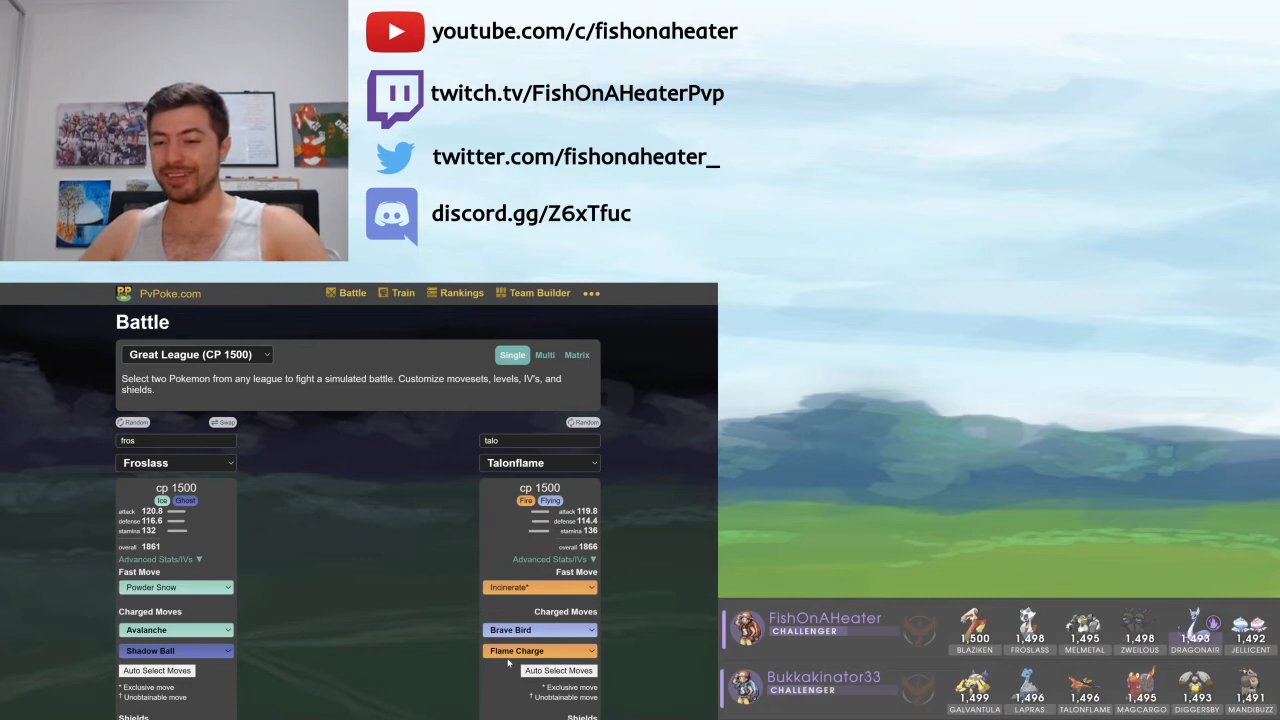 youtube.com/c/fishonaheater
twitch.tv/FishOnAHeaterPvp
twitter.com/fishonaheater_
discord.gg/Z6xTfuc
PP PvPoke.com Battle Train Rankings Team Builder
Battle
Great League (CP 1500) Single Multi Matrix
Select two Pokemon from any league to fight a simulated battle. Customize movesets, levels, IV's, and
shields.
Random Swap Random
fros talo
Froslass Talonflame
cp 1500 cp 1500
Ice Ghost Fire Flying
attack 120.8 attack 119.8
defense 116.6 defense 114.4
stamina 132 stamina 136
overall 1861 overall 1866
Advanced Stats/IVs ▼ Advanced Stats/IVs ▼
Fast Move Fast Move
Powder Snow Incinerate*
Charged Moves Charged Moves
Avalanche Brave Bird
Shadow Ball Flame Charge
Auto Select Moves Auto Select Moves
* Exclusive move * Exclusive move
† Unobtainable move † Unobtainable move
Shields Shields
FishOnAHeater
CHALLENGER
1,500 1,498 1,495 1,498 1,493 1,492
BLAZIKEN FROSLASS MELMETAL ZWEILOUS DRAGONAIR JELLICENT
Bukkakinator33
CHALLENGER
1,499 1,496 1,496 1,495 1,493 1,491
GALVANTULA LAPRAS TALONFLAME MAGCARGO DIGGERSBY MANDIBUZZ